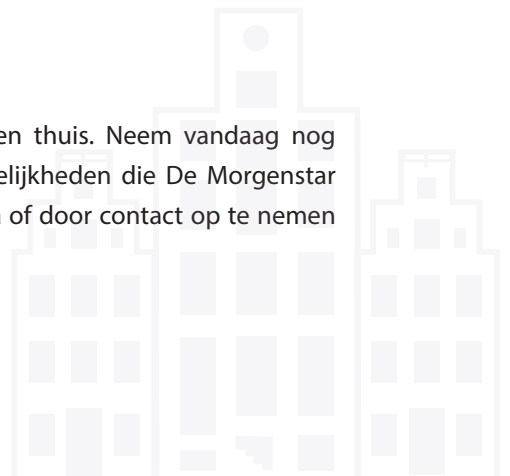 en thuis. Neem vandaag nog
elijkheden die De Morgenstar
of door contact op te nemen